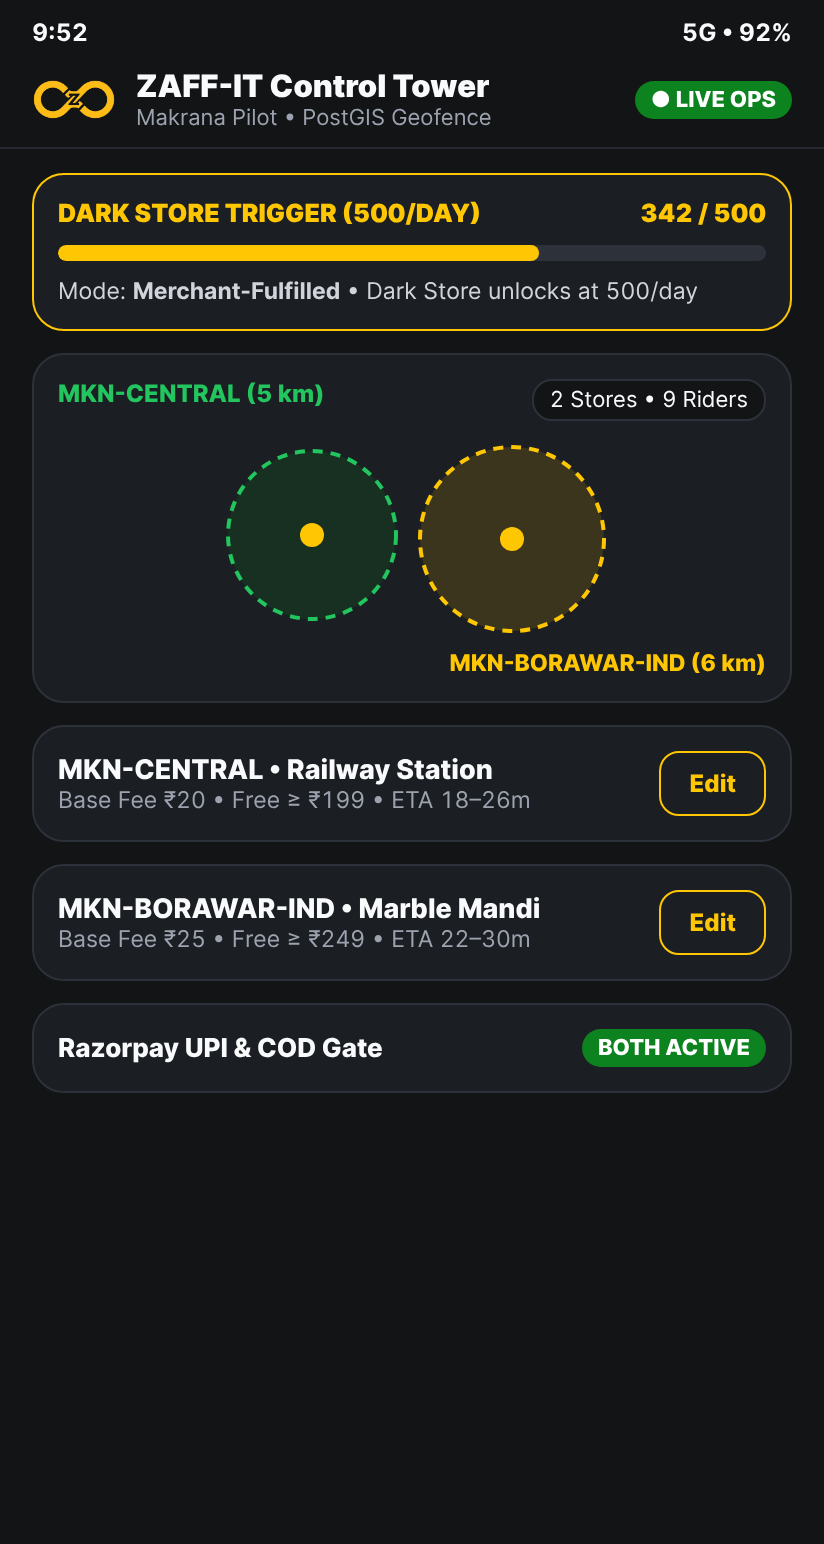 9:52 5G • 92%
ZAFF-IT Control Tower
Makrana Pilot • PostGIS Geofence
● LIVE OPS
DARK STORE TRIGGER (500/DAY) 342 / 500
Mode: Merchant-Fulfilled • Dark Store unlocks at 500/day
MKN-CENTRAL (5 km)
2 Stores • 9 Riders
MKN-BORAWAR-IND (6 km)
MKN-CENTRAL • Railway Station
Base Fee ₹20 • Free ≥ ₹199 • ETA 18–26m
Edit
MKN-BORAWAR-IND • Marble Mandi
Base Fee ₹25 • Free ≥ ₹249 • ETA 22–30m
Edit
Razorpay UPI & COD Gate
BOTH ACTIVE